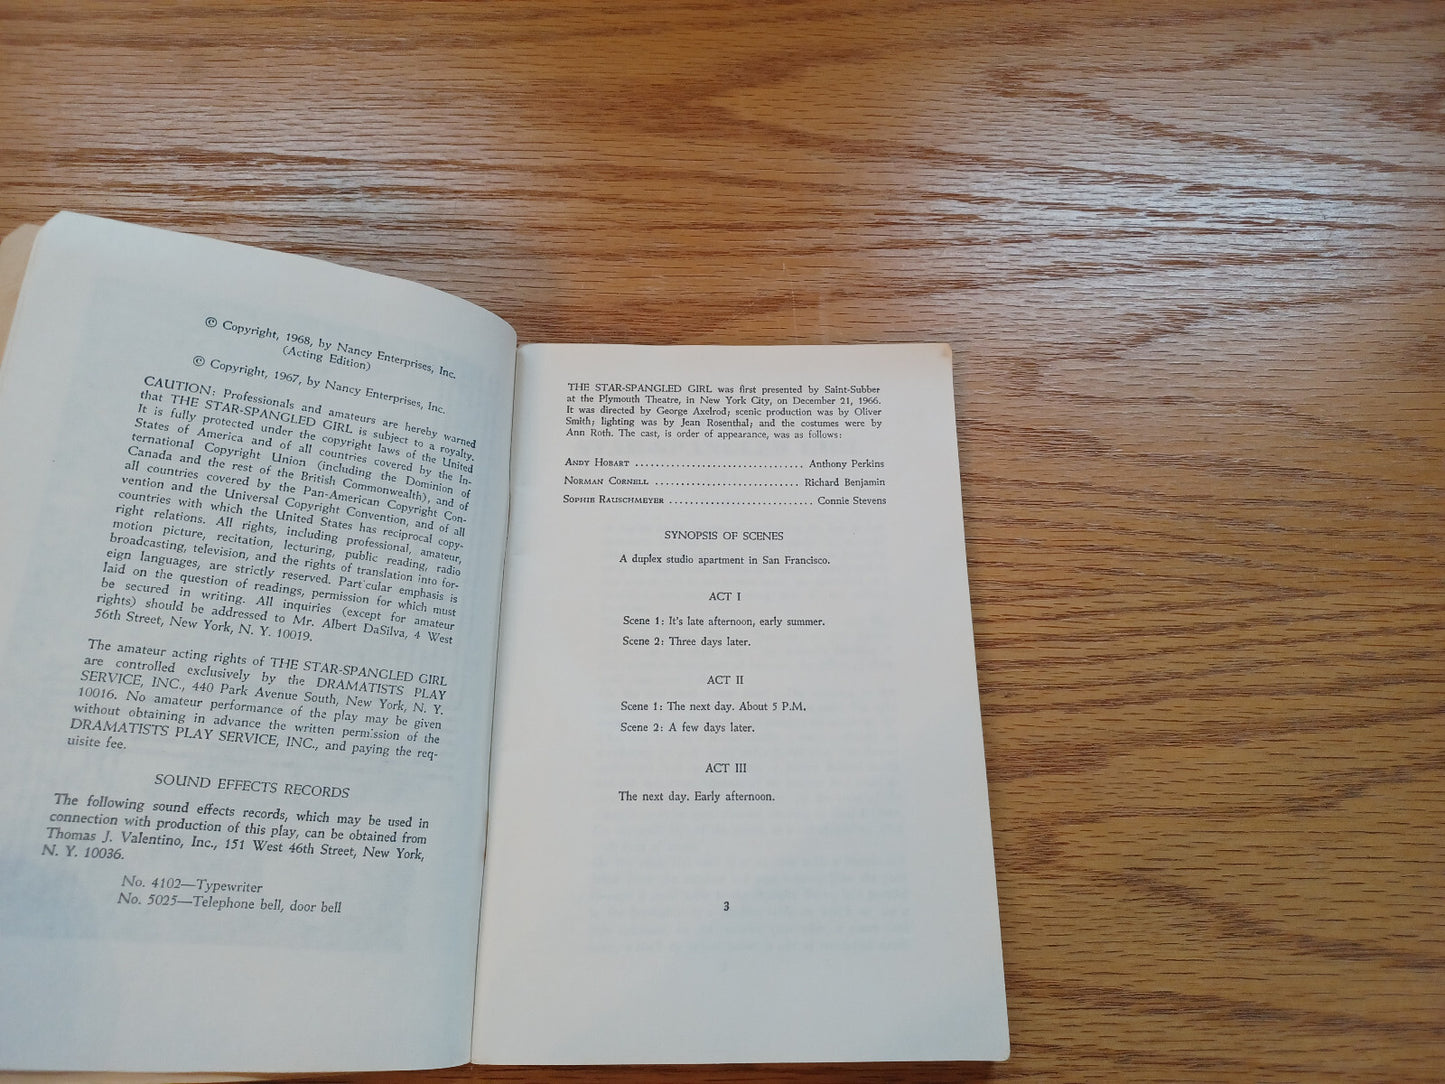 © Copyright, 1968, by Nancy Enterprises, Inc.
(Acting Edition)
© Copyright, 1967, by Nancy Enterprises, Inc.
CAUTION: Professionals and amateurs are hereby warned
that THE STAR-SPANGLED GIRL is subject to a royalty.
It is fully protected under the copyright laws of the United
States of America and of all countries covered by the In-
ternational Copyright Union (including the Dominion of
Canada and the rest of the British Commonwealth), and of
all countries covered by the Pan-American Copyright Con-
vention and the Universal Copyright Convention, and of all
countries with which the United States has reciprocal copy-
right relations. All rights, including professional, amateur,
motion picture, recitation, lecturing, public reading, radio
broadcasting, television, and the rights of translation into for-
eign languages, are strictly reserved. Particular emphasis is
laid on the question of readings, permission for which must
be secured in writing. All inquiries (except for amateur
rights) should be addressed to Mr. Albert DaSilva, 4 West
56th Street, New York, N. Y. 10019.
The amateur acting rights of THE STAR-SPANGLED GIRL
are controlled exclusively by the DRAMATISTS PLAY
SERVICE, INC., 440 Park Avenue South, New York, N. Y.
10016. No amateur performance of the play may be given
without obtaining in advance the written permission of the
DRAMATISTS PLAY SERVICE, INC., and paying the req-
uisite fee.
SOUND EFFECTS RECORDS
The following sound effects records, which may be used in
connection with production of this play, can be obtained from
Thomas J. Valentino, Inc., 151 West 46th Street, New York,
N. Y. 10036.
No. 4102—Typewriter
No. 5025—Telephone bell, door bell
THE STAR-SPANGLED GIRL was first presented by Saint-Subber
at the Plymouth Theatre, in New York City, on December 21, 1966.
It was directed by George Axelrod; scenic production was by Oliver
Smith; lighting was by Jean Rosenthal; and the costumes were by
Ann Roth. The cast, is order of appearance, was as follows:
ANDY HOBART ................................ Anthony Perkins
NORMAN CORNELL ........................... Richard Benjamin
SOPHIE RAUSCHMEYER ........................... Connie Stevens
SYNOPSIS OF SCENES
A duplex studio apartment in San Francisco.
ACT I
Scene 1: It's late afternoon, early summer.
Scene 2: Three days later.
ACT II
Scene 1: The next day. About 5 P.M.
Scene 2: A few days later.
ACT III
The next day. Early afternoon.
3